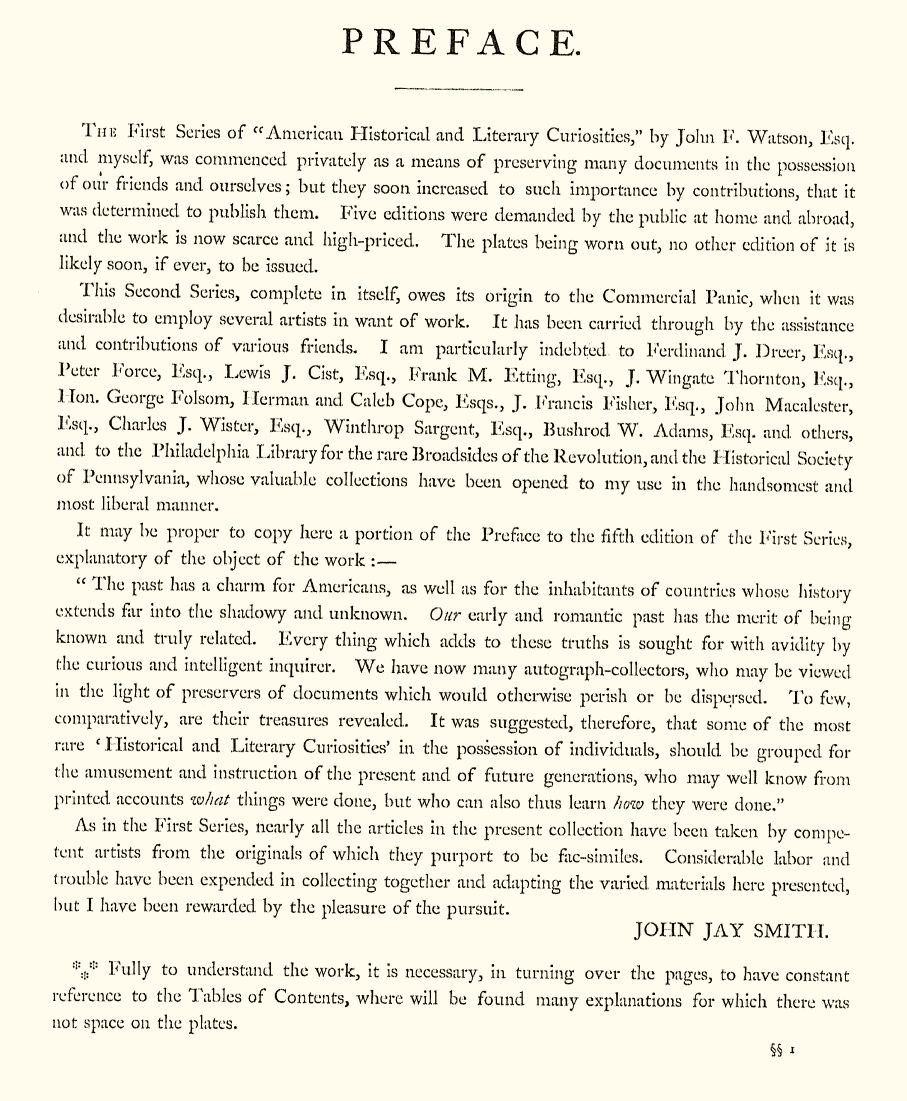 PREFACE.
THE First Series of “American Historical and Literary Curiosities,” by John F. Watson, Esq.
and myself, was commenced privately as a means of preserving many documents in the possession
of our friends and ourselves; but they soon increased to such importance by contributions, that it
was determined to publish them. Five editions were demanded by the public at home and abroad,
and the work is now scarce and high-priced. The plates being worn out, no other edition of it is
likely soon, if ever, to be issued.
This Second Series, complete in itself, owes its origin to the Commercial Panic, when it was
desirable to employ several artists in want of work. It has been carried through by the assistance
and contributions of various friends. I am particularly indebted to Ferdinand J. Dreer, Esq.,
Peter Force, Esq., Lewis J. Cist, Esq., Frank M. Etting, Esq., J. Wingate Thornton, Esq.,
Hon. George Folsom, Herman and Caleb Cope, Esqs., J. Francis Fisher, Esq., John Macalester,
Esq., Charles J. Wister, Esq., Winthrop Sargent, Esq., Bushrod W. Adams, Esq. and others,
and to the Philadelphia Library for the rare Broadsides of the Revolution, and the Historical Society
of Pennsylvania, whose valuable collections have been opened to my use in the handsomest and
most liberal manner.
It may be proper to copy here a portion of the Preface to the fifth edition of the First Series,
explanatory of the object of the work :—
“ The past has a charm for Americans, as well as for the inhabitants of countries whose history
extends far into the shadowy and unknown. Our early and romantic past has the merit of being
known and truly related. Every thing which adds to these truths is sought for with avidity by
the curious and intelligent inquirer. We have now many autograph-collectors, who may be viewed
in the light of preservers of documents which would otherwise perish or be dispersed. To few,
comparatively, are their treasures revealed. It was suggested, therefore, that some of the most
rare ‘Historical and Literary Curiosities’ in the possession of individuals, should be grouped for
the amusement and instruction of the present and of future generations, who may well know from
printed accounts what things were done, but who can also thus learn how they were done.”
As in the First Series, nearly all the articles in the present collection have been taken by compe-
tent artists from the originals of which they purport to be fac-similes. Considerable labor and
trouble have been expended in collecting together and adapting the varied materials here presented,
but I have been rewarded by the pleasure of the pursuit.
JOHN JAY SMITH.
⁂ Fully to understand the work, it is necessary, in turning over the pages, to have constant
reference to the Tables of Contents, where will be found many explanations for which there was
not space on the plates.
§§ 1